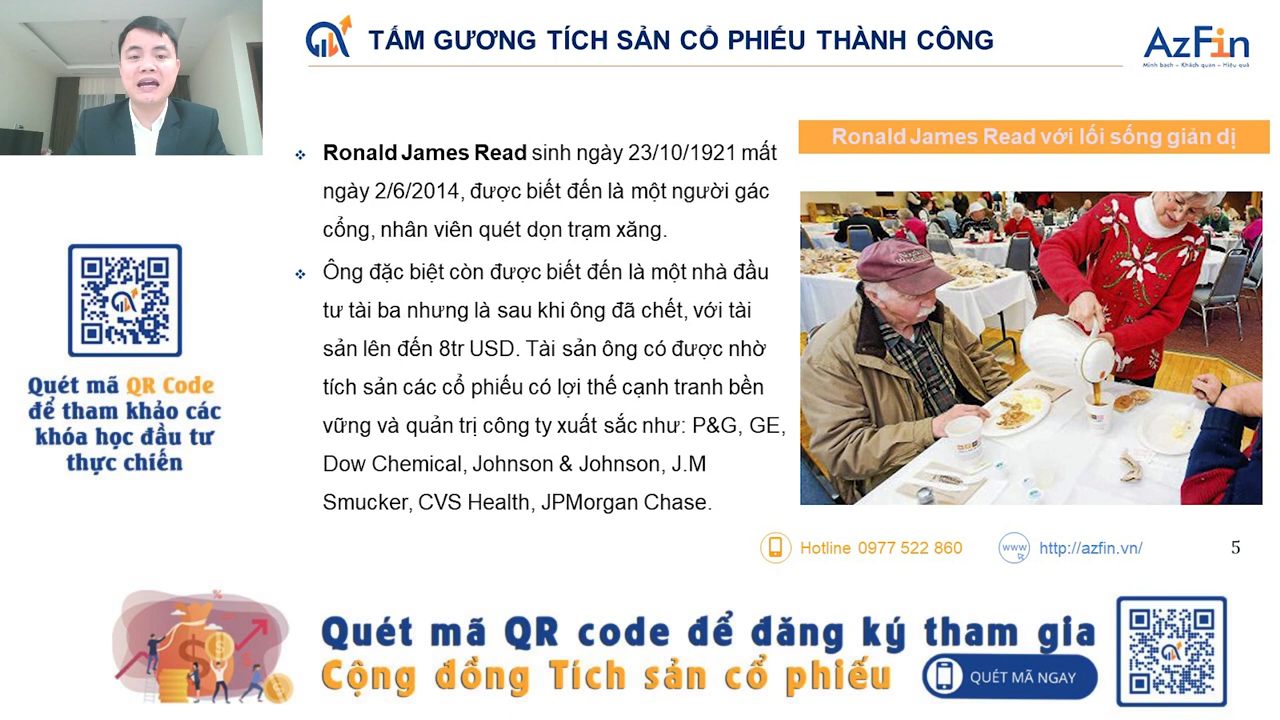 TẤM GƯƠNG TÍCH SẢN CỔ PHIẾU THÀNH CÔNG
AzFin
Minh bạch – Khách quan – Hiệu quả
Ronald James Read với lối sống giản dị
❖ Ronald James Read sinh ngày 23/10/1921 mất
ngày 2/6/2014, được biết đến là một người gác
cổng, nhân viên quét dọn trạm xăng.
❖ Ông đặc biệt còn được biết đến là một nhà đầu
tư tài ba nhưng là sau khi ông đã chết, với tài
sản lên đến 8tr USD. Tài sản ông có được nhờ
tích sản các cổ phiếu có lợi thế cạnh tranh bền
vững và quản trị công ty xuất sắc như: P&G, GE,
Dow Chemical, Johnson & Johnson, J.M
Smucker, CVS Health, JPMorgan Chase.
Quét mã QR Code
để tham khảo các
khóa học đầu tư
thực chiến
Hotline 0977 522 860
www
http://azfin.vn/
5
Quét mã QR code để đăng ký tham gia
Cộng đồng Tích sản cổ phiếu
QUÉT MÃ NGAY